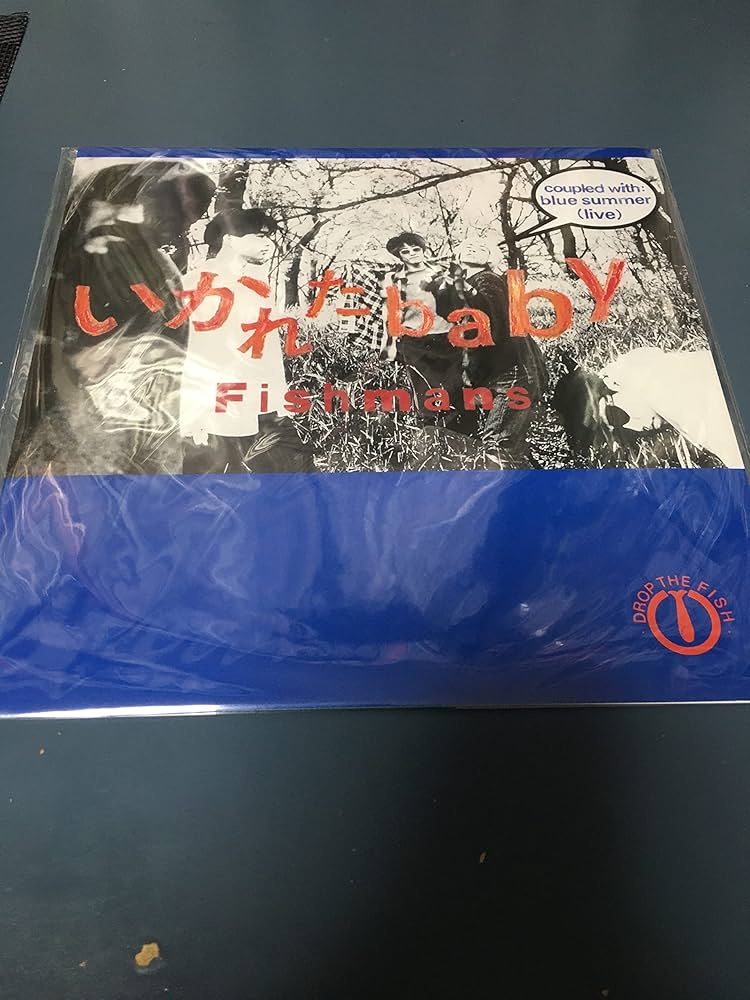 coupled with:
blue summer
(live)
いかれたbaby
Fishmans
DROP THE FISH